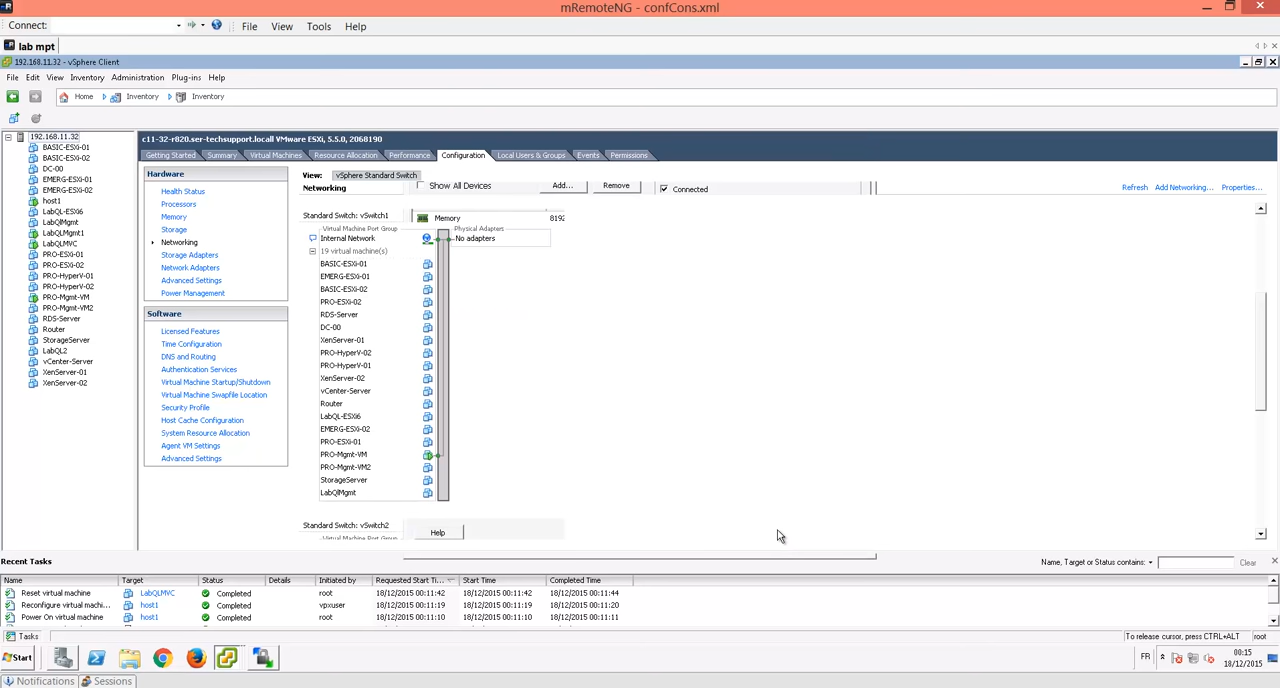 mRemoteNG - confCons.xml
Connect:
File View Tools Help
lab mpt
192.168.11.32 - vSphere Client
File Edit View Inventory Administration Plug-ins Help
Home Inventory Inventory
192.168.11.32
BASIC-ESXi-01
BASIC-ESXi-02
DC-00
EMERG-ESXi-01
EMERG-ESXi-02
host1
LabQL-ESXi6
LabQlMgmt
LabQLMgmt1
LabQLMVC
PRO-ESXi-01
PRO-ESXi-02
PRO-HyperV-01
PRO-HyperV-02
PRO-Mgmt-VM
PRO-Mgmt-VM2
RDS-Server
Router
StorageServer
LabQL2
vCenter-Server
XenServer-01
XenServer-02
c11-32-r820.ser-techsupport.locall VMware ESXi, 5.5.0, 2068190
Getting Started Summary Virtual Machines Resource Allocation Performance Configuration Local Users & Groups Events Permissions
Hardware
Health Status
Processors
Memory
Storage
Networking
Storage Adapters
Network Adapters
Advanced Settings
Power Management
Software
Licensed Features
Time Configuration
DNS and Routing
Authentication Services
Virtual Machine Startup/Shutdown
Virtual Machine Swapfile Location
Security Profile
Host Cache Configuration
System Resource Allocation
Agent VM Settings
Advanced Settings
View: vSphere Standard Switch
Networking
Show All Devices Add... Remove Connected
Refresh Add Networking... Properties...
Standard Switch: vSwitch1
Memory 8192
Virtual Machine Port Group Physical Adapters
Internal Network No adapters
19 virtual machine(s)
BASIC-ESXi-01
EMERG-ESXi-01
BASIC-ESXi-02
PRO-ESXi-02
RDS-Server
DC-00
XenServer-01
PRO-HyperV-02
PRO-HyperV-01
XenServer-02
vCenter-Server
Router
LabQL-ESXi6
EMERG-ESXi-02
PRO-ESXi-01
PRO-Mgmt-VM
PRO-Mgmt-VM2
StorageServer
LabQlMgmt
Standard Switch: vSwitch2
Help
Virtual Machine Port Group
Recent Tasks
Name, Target or Status contains: Clear
Name Target Status Details Initiated by Requested Start Ti... Start Time Completed Time
Reset virtual machine LabQLMVC Completed root 18/12/2015 00:11:42 18/12/2015 00:11:42 18/12/2015 00:11:44
Reconfigure virtual machi... host1 Completed vpxuser 18/12/2015 00:11:19 18/12/2015 00:11:19 18/12/2015 00:11:20
Power On virtual machine host1 Completed root 18/12/2015 00:11:10 18/12/2015 00:11:10 18/12/2015 00:11:11
Tasks
To release cursor, press CTRL+ALT root
Start
FR
00:15
18/12/2015
Notifications Sessions